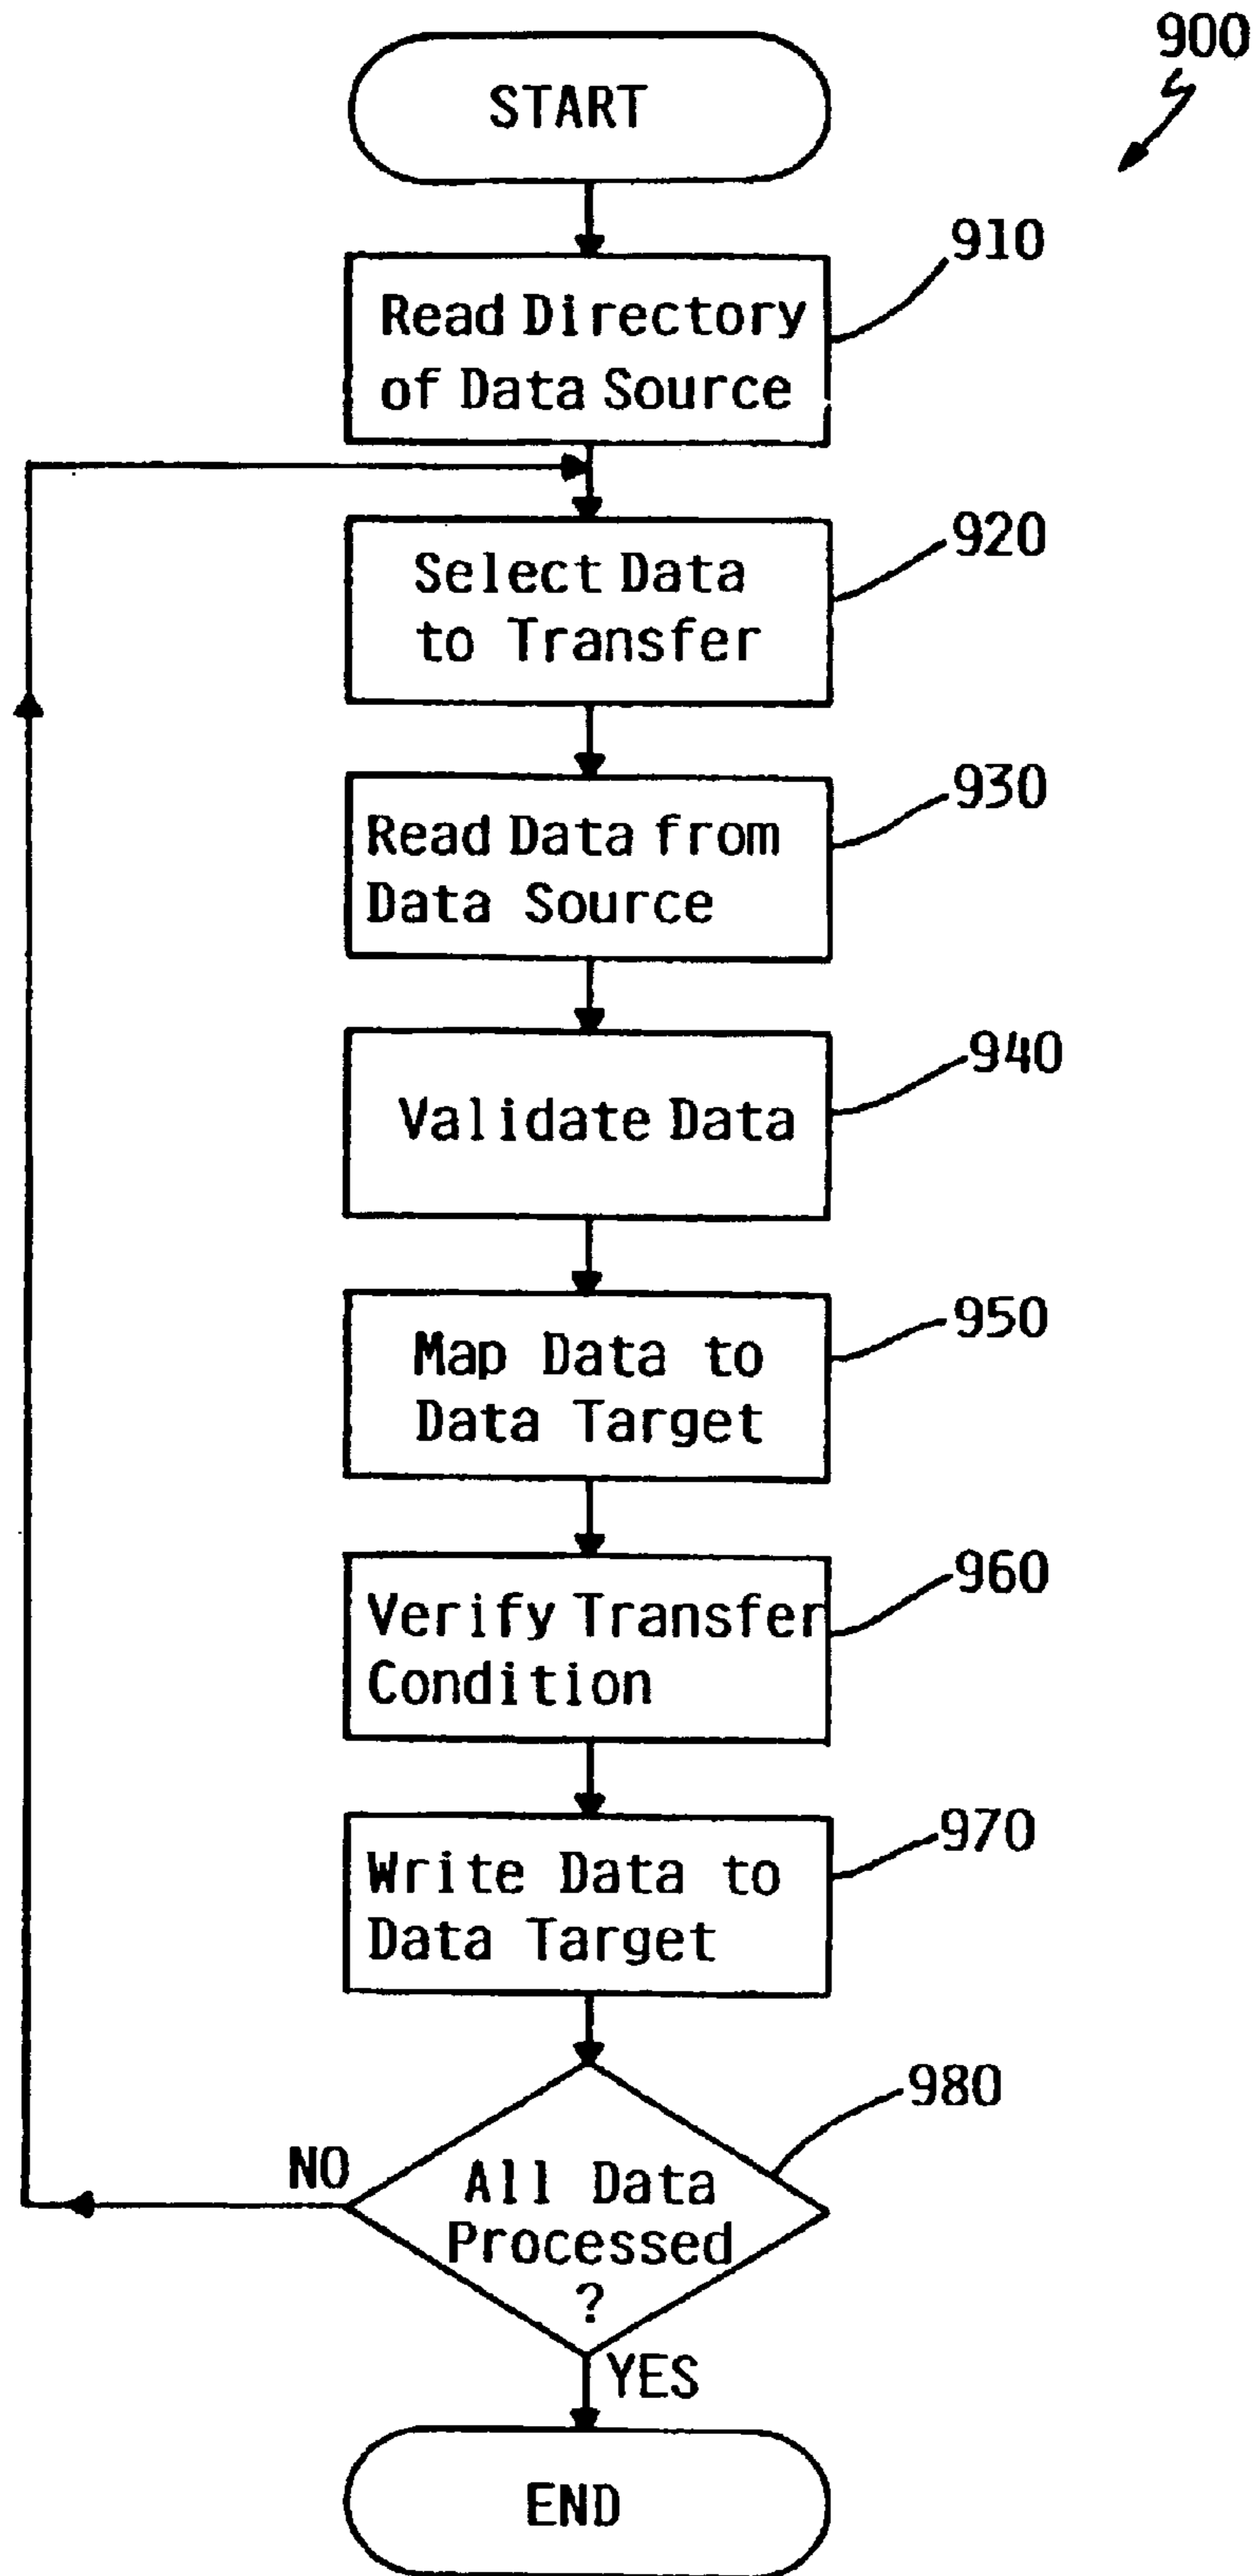 900
START
910
Read Directory
of Data Source
920
Select Data
to Transfer
930
Read Data from
Data Source
940
Validate Data
950
Map Data to
Data Target
960
Verify Transfer
Condition
970
Write Data to
Data Target
980
NO
All Data
Processed
?
YES
END